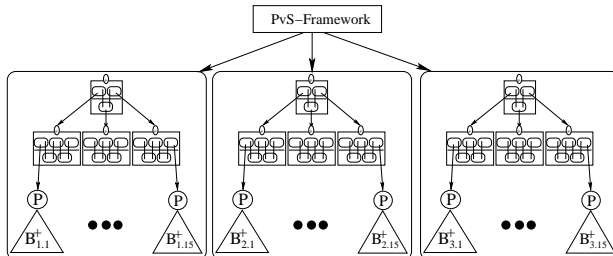 PvS-Framework
P P P P P P
B⁺1.1 B⁺1.15 B⁺2.1 B⁺2.15 B⁺3.1 B⁺3.15